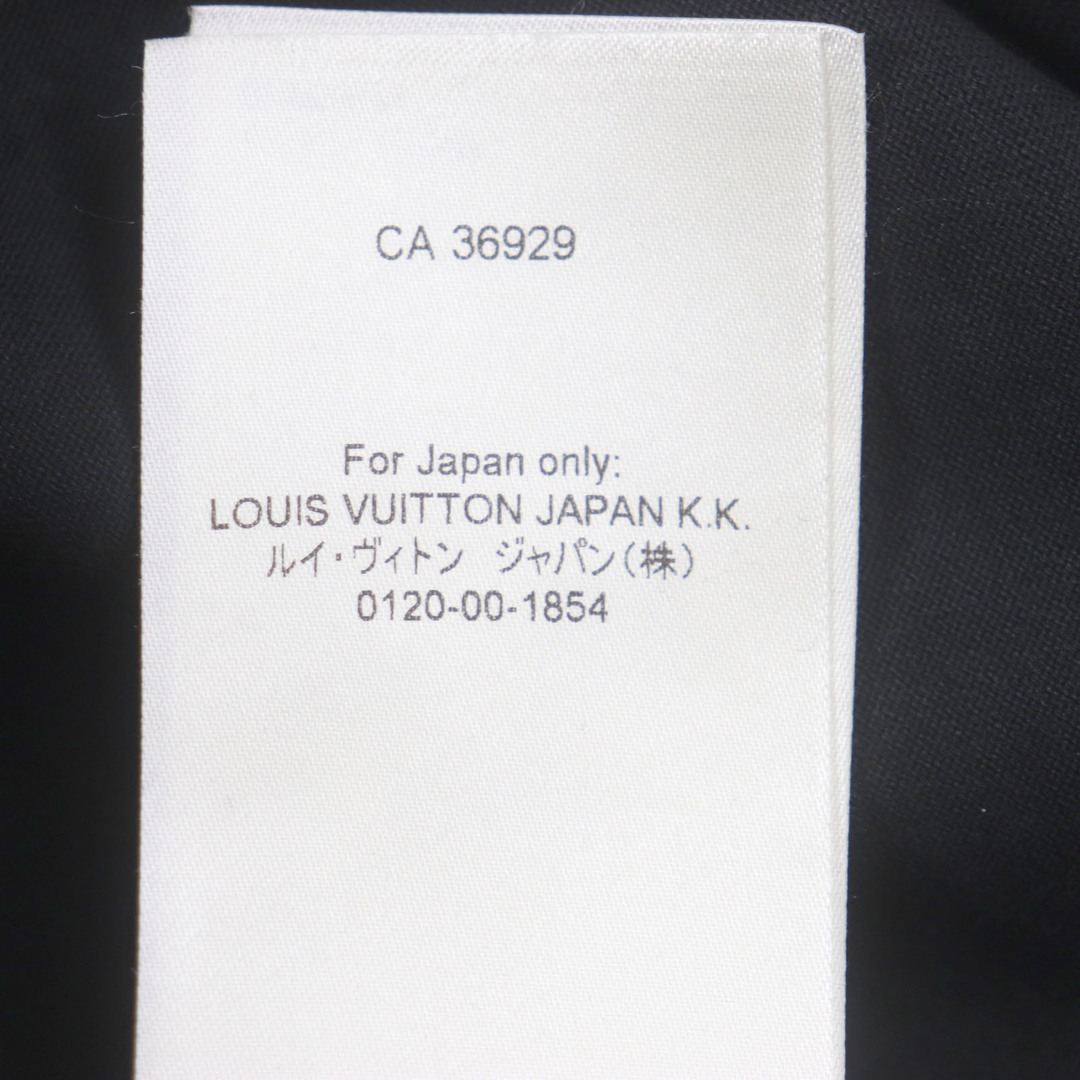 CA 36929
For Japan only:
LOUIS VUITTON JAPAN K.K.
ルイ・ヴィトン　ジャパン(株)
0120-00-1854